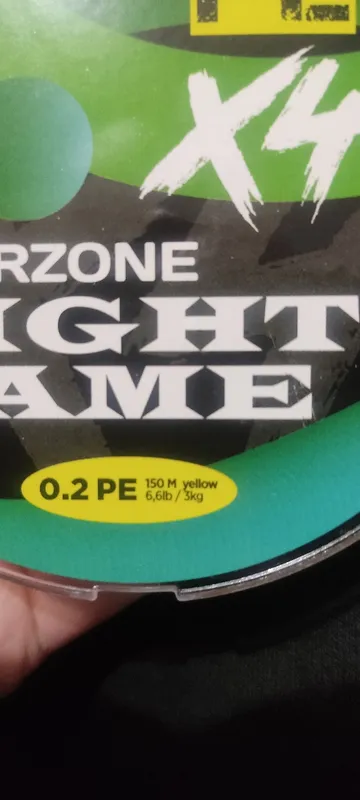 X4
RZONE
IGHT
AME
0.2 PE 150 M yellow
6,6lb / 3kg